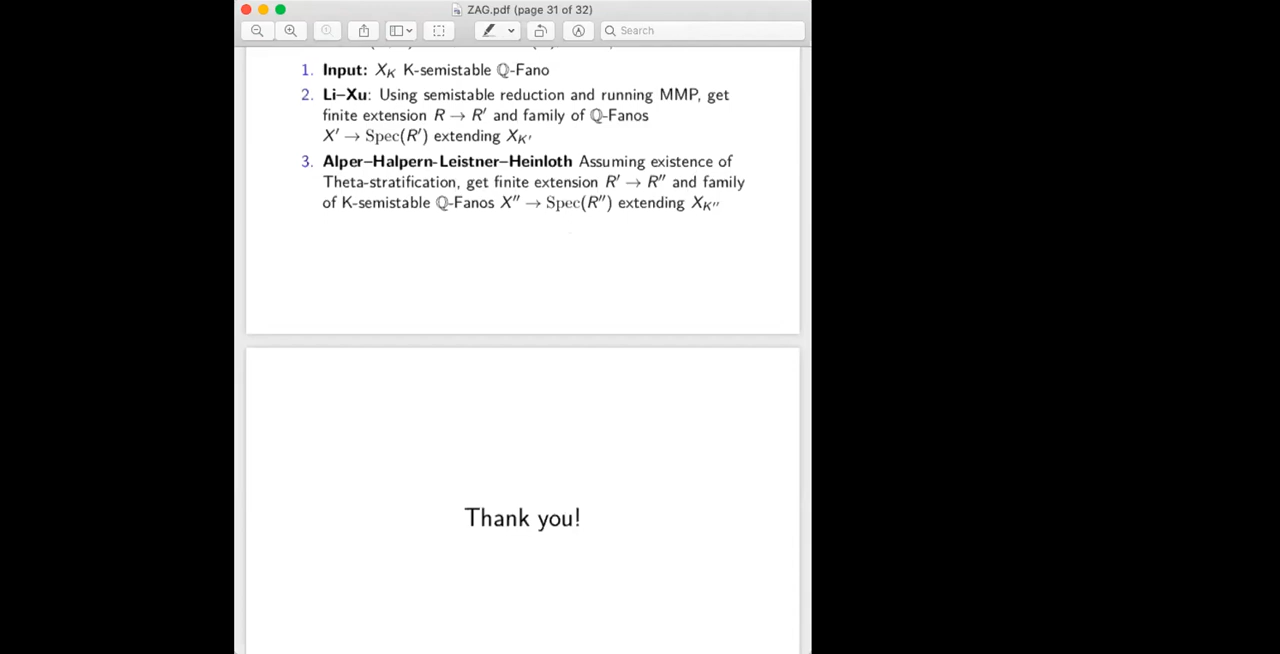 ZAG.pdf (page 31 of 32)
Search
1. Input: X_K K-semistable ℚ-Fano
2. Li–Xu: Using semistable reduction and running MMP, get
finite extension R → R′ and family of ℚ-Fanos
X′ → Spec(R′) extending X_K′
3. Alper–Halpern-Leistner–Heinloth Assuming existence of
Theta-stratification, get finite extension R′ → R″ and family
of K-semistable ℚ-Fanos X″ → Spec(R″) extending X_K″
Thank you!